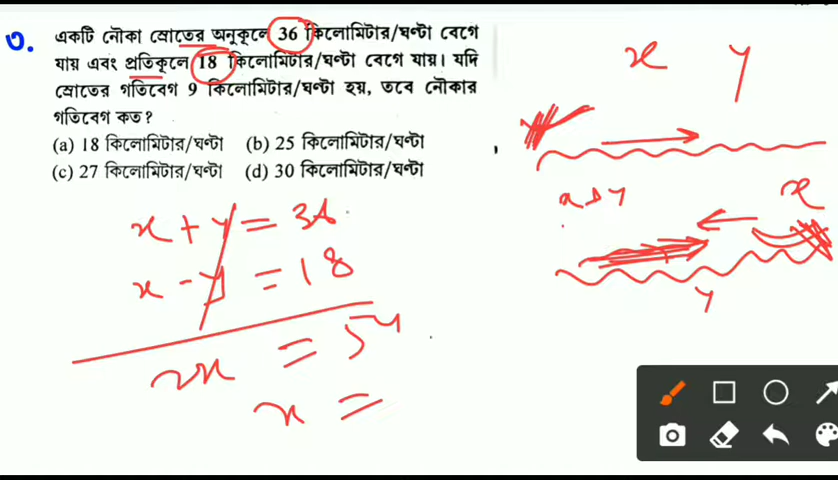 ৩. একটি নৌকা স্রোতের অনুকূলে 36 কিলোমিটার/ঘণ্টা বেগে
যায় এবং প্রতিকূলে 18 কিলোমিটার/ঘণ্টা বেগে যায়। যদি
স্রোতের গতিবেগ 9 কিলোমিটার/ঘণ্টা হয়, তবে নৌকার
গতিবেগ কত?
(a) 18 কিলোমিটার/ঘণ্টা (b) 25 কিলোমিটার/ঘণ্টা
(c) 27 কিলোমিটার/ঘণ্টা (d) 30 কিলোমিটার/ঘণ্টা
x y
x + y = 36
x - y = 18
2x = 54
x =
x > y
x
y